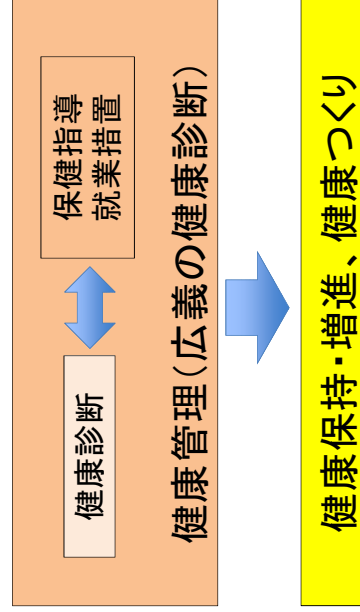 健康診断
保健指導
就業措置
健康管理(広義の健康診断)
健康保持・増進、健康つくり